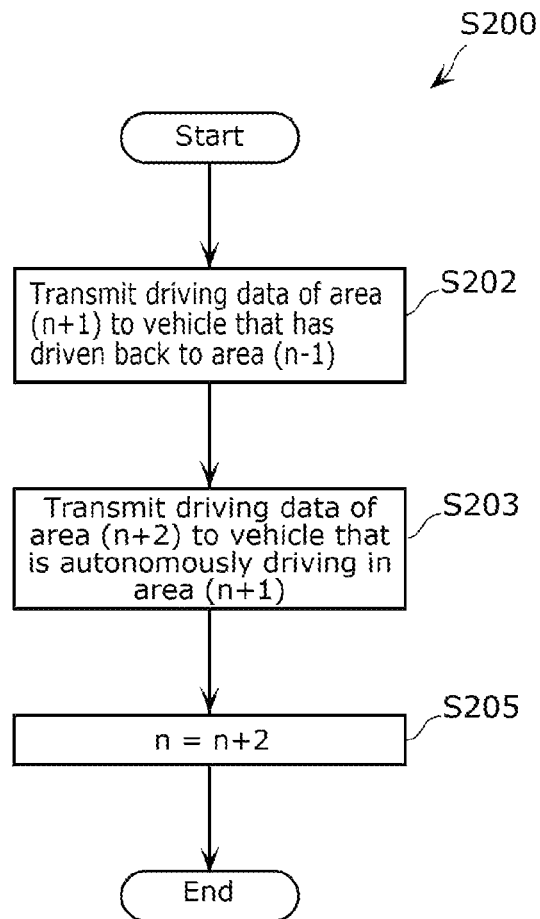 S200
Start
S202
Transmit driving data of area
(n+1) to vehicle that has
driven back to area (n-1)
S203
Transmit driving data of
area (n+2) to vehicle that
is autonomously driving in
area (n+1)
S205
n = n+2
End